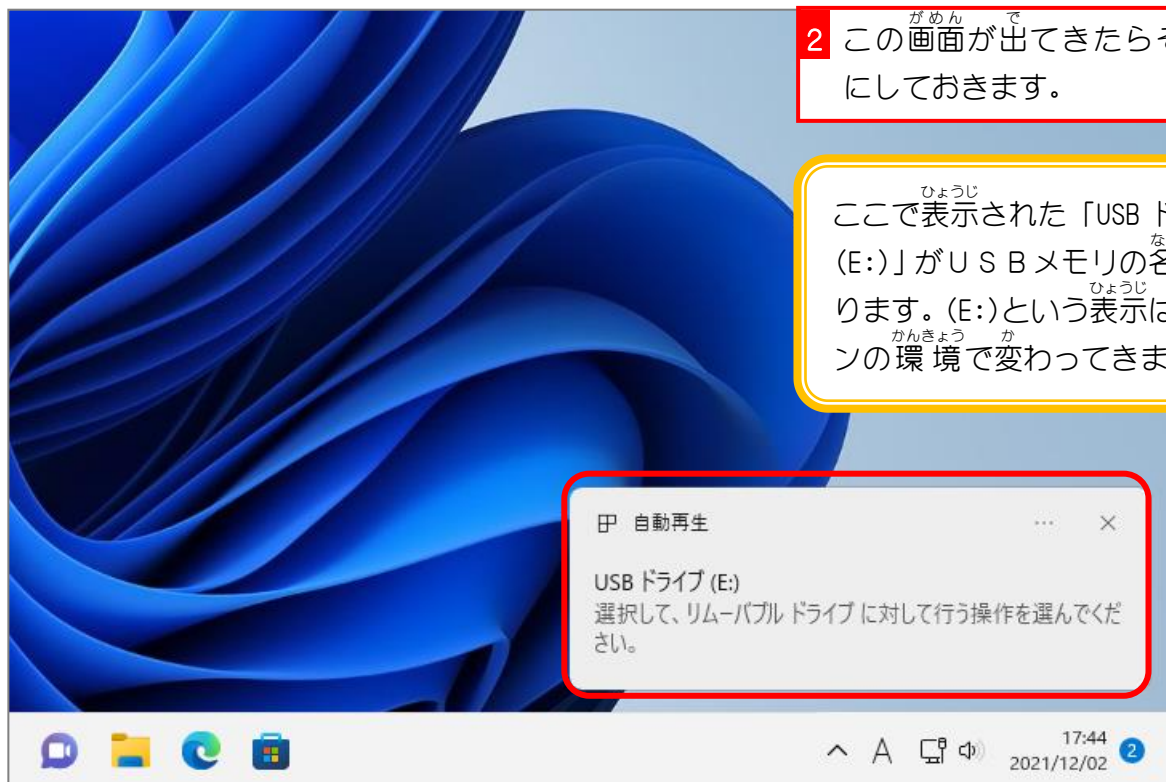 2 この画面が出てきたらそ
にしておきます。
ここで表示された「USB ド
(E:)」がＵＳＢメモリの名
ります。(E:)という表示は
ンの環境で変わってきま
田 自動再生 … ×
USB ドライブ (E:)
選択して、リムーバブル ドライブ に対して行う操作を選んでくだ
さい。
A 17:44
2021/12/02 2